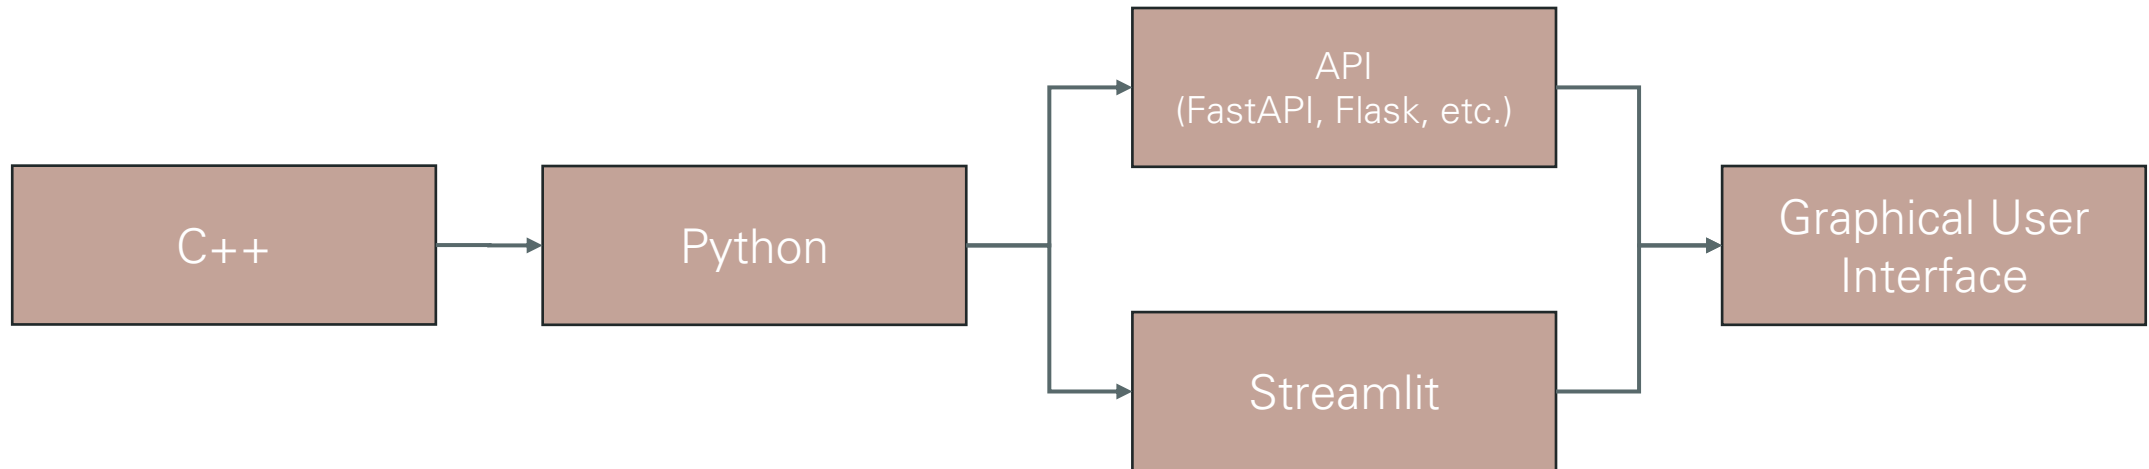 C++
Python
API
(FastAPI, Flask, etc.)
Streamlit
Graphical User
Interface